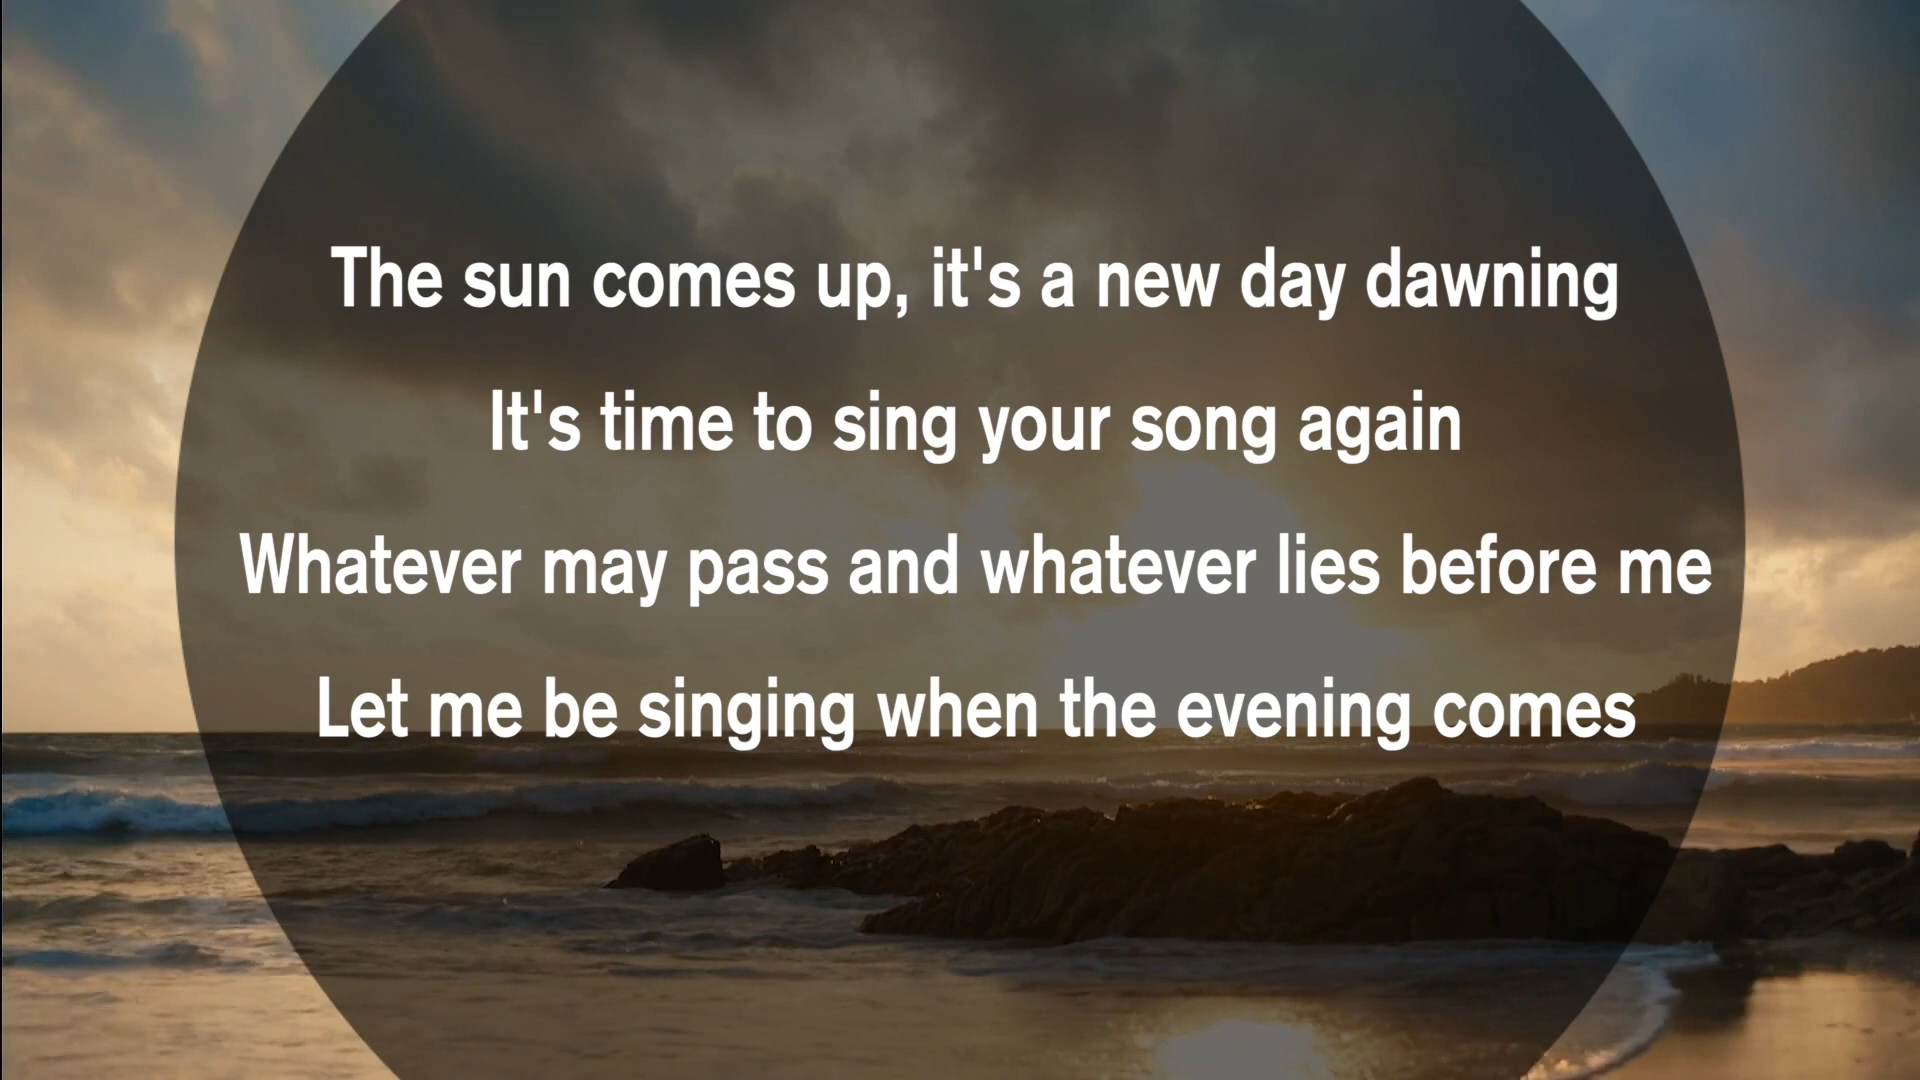 The sun comes up, it's a new day dawning
It's time to sing your song again
Whatever may pass and whatever lies before me
Let me be singing when the evening comes